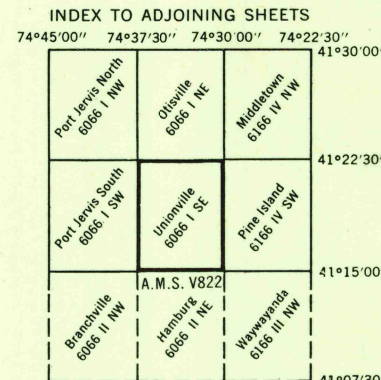 INDEX TO ADJOINING SHEETS
74°45'00" 74°37'30" 74°30'00" 74°22'30"
41°30'00"
Port Jervis North
6066 I NW
Otisville
6066 I NE
Middletown
6166 IV NW
41°22'30"
Port Jervis South
6066 I SW
Unionville
6066 I SE
Pine Island
6166 IV SW
41°15'00"
A.M.S. V822
Branchville
6066 II NW
Hamburg
6066 II NE
Wawayanda
6166 III NW
41°07'30"